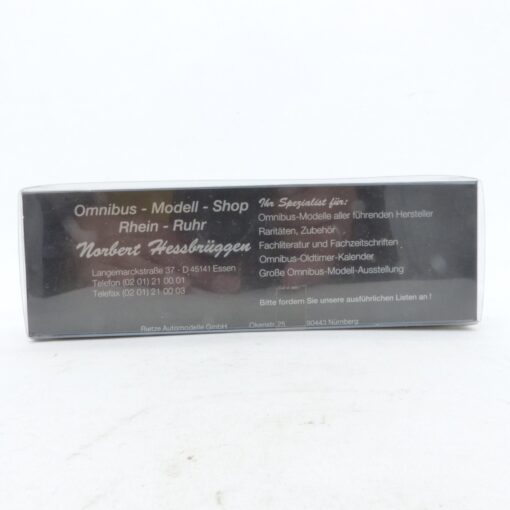 Omnibus - Modell - Shop
Rhein - Ruhr
Norbert Hessbrüggen
Langemarckstraße 37 - D 45141 Essen
Telefon (02 01) 21 00 01
Telefax (02 01) 21 00 03
Ihr Spezialist für:
Omnibus-Modelle aller führenden Hersteller
Raritäten, Zubehör
Fachliteratur und Fachzeitschriften
Omnibus-Oldtimer-Kalender
Große Omnibus-Modell-Ausstellung
Bitte fordern Sie unsere ausführlichen Listen an !
Rietze Automodelle GmbH Okenstr. 25 90443 Nürnberg